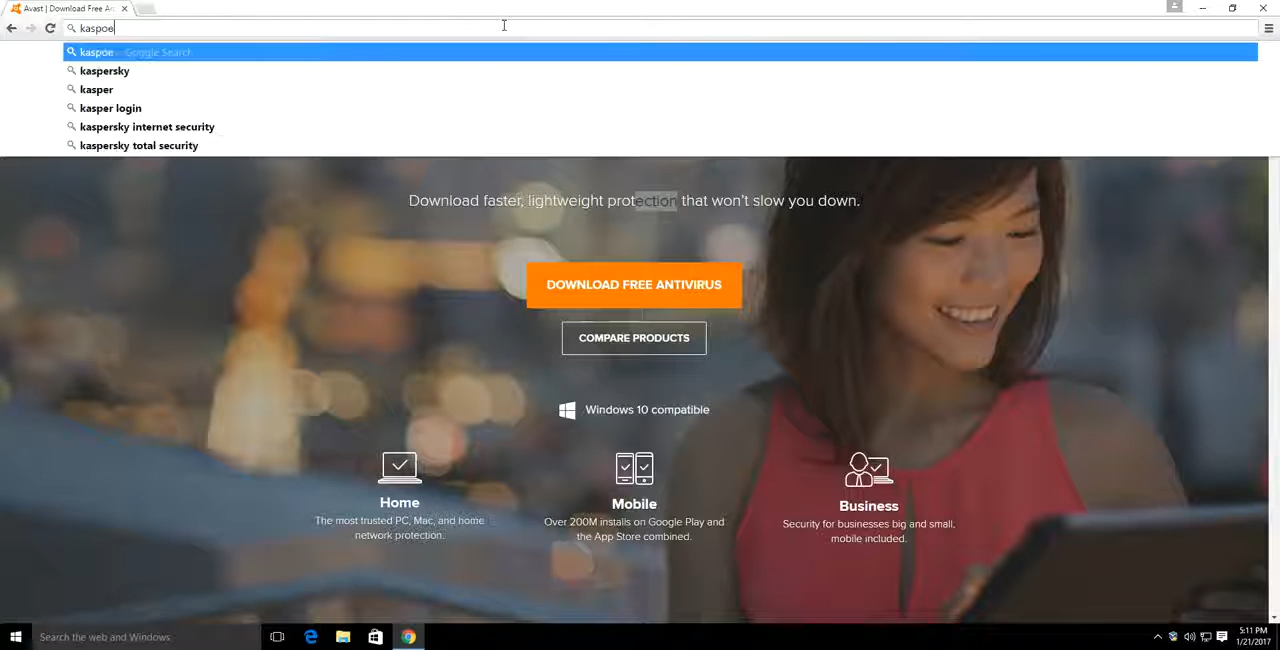 Avast | Download Free An
kaspoe
kaspoe Google Search
kaspersky
kasper
kasper login
kaspersky internet security
kaspersky total security
Download faster, lightweight protection that won't slow you down.
DOWNLOAD FREE ANTIVIRUS
COMPARE PRODUCTS
Windows 10 compatible
Home
The most trusted PC, Mac, and home
network protection.
Mobile
Over 200M installs on Google Play and
the App Store combined.
Business
Security for businesses big and small,
mobile included.
Search the web and Windows
5:11 PM
1/21/2017